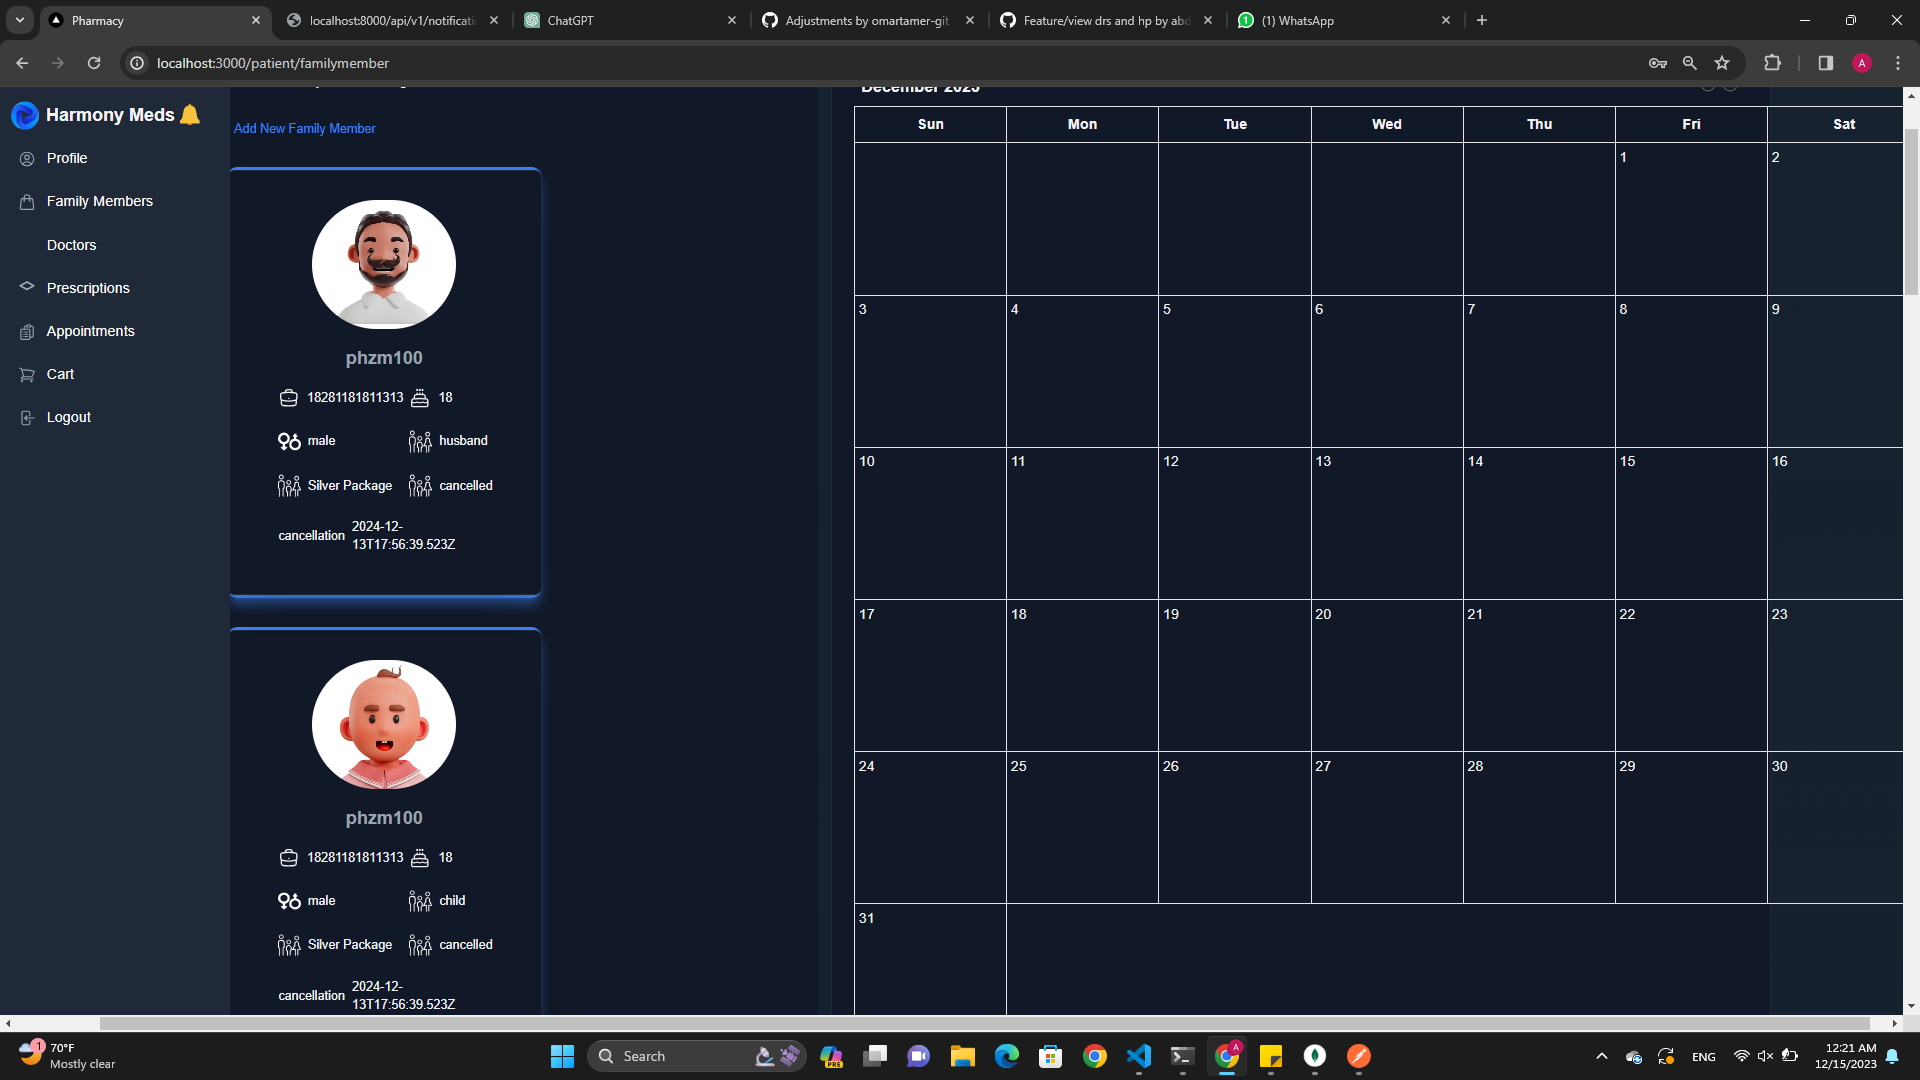 Pharmacy
localhost:8000/api/v1/notificati
ChatGPT
Adjustments by omartamer-git
Feature/view drs and hp by abd
(1) WhatsApp
localhost:3000/patient/familymember
A
Harmony Meds
Profile
Family Members
Doctors
Prescriptions
Appointments
Cart
Logout
Add New Family Member
phzm100
18281181811313 18
male husband
Silver Package cancelled
cancellation 2024-12-
13T17:56:39.523Z
phzm100
18281181811313 18
male child
Silver Package cancelled
cancellation 2024-12-
13T17:56:39.523Z
December 2023
Sun Mon Tue Wed Thu Fri Sat
1 2
3 4 5 6 7 8 9
10 11 12 13 14 15 16
17 18 19 20 21 22 23
24 25 26 27 28 29 30
31
1
70°F
Mostly clear
Search
PRE
A
ENG
12:21 AM
12/15/2023